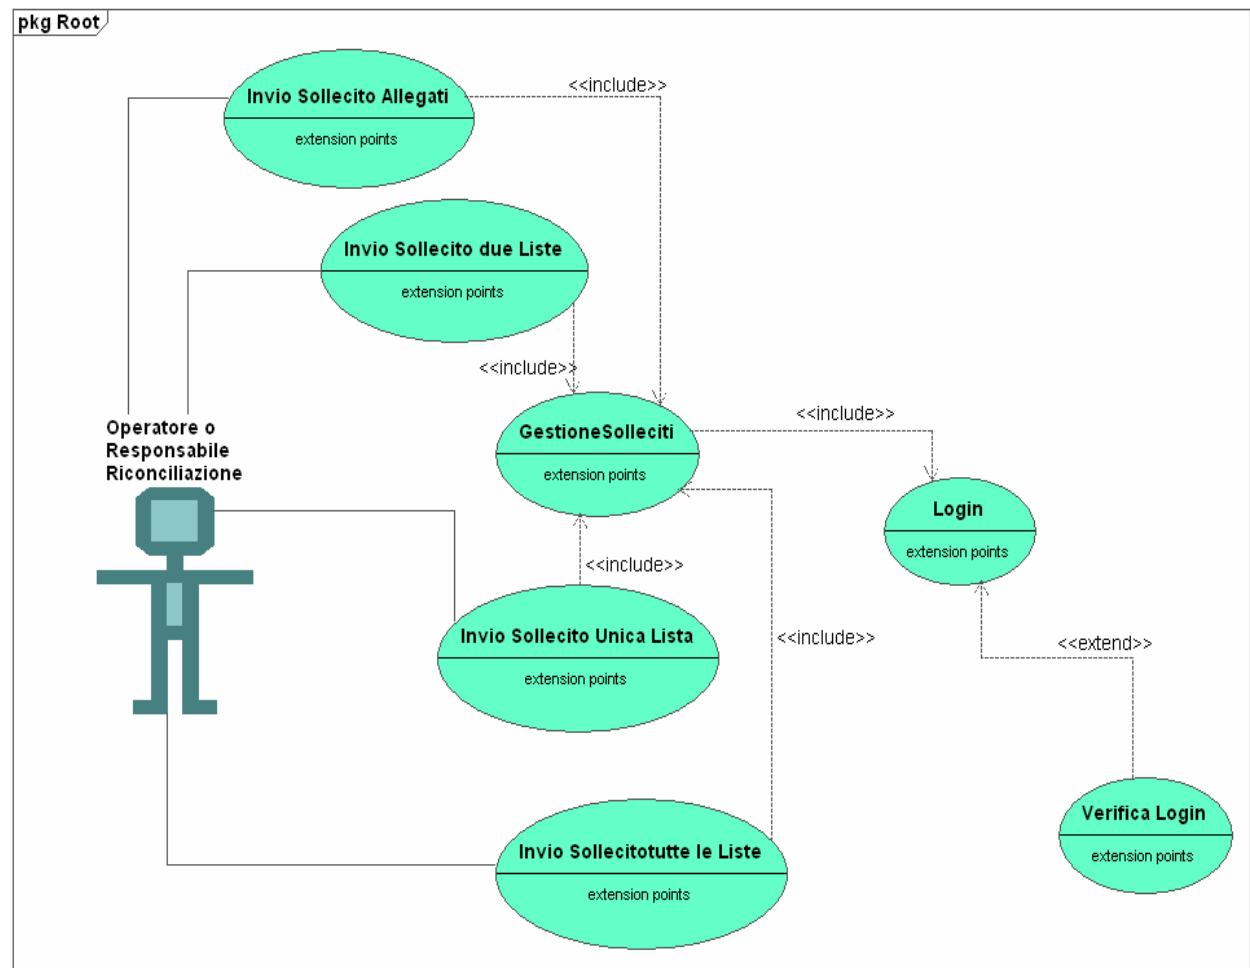 pkg Root
Invio Sollecito Allegati
extension points
<<include>>
Invio Sollecito due Liste
extension points
<<include>>
Operatore o
Responsabile
Riconciliazione
GestioneSolleciti
extension points
<<include>>
Login
extension points
<<include>>
Invio Sollecito Unica Lista
extension points
<<include>>
<<extend>>
Invio Sollecitotutte le Liste
extension points
Verifica Login
extension points